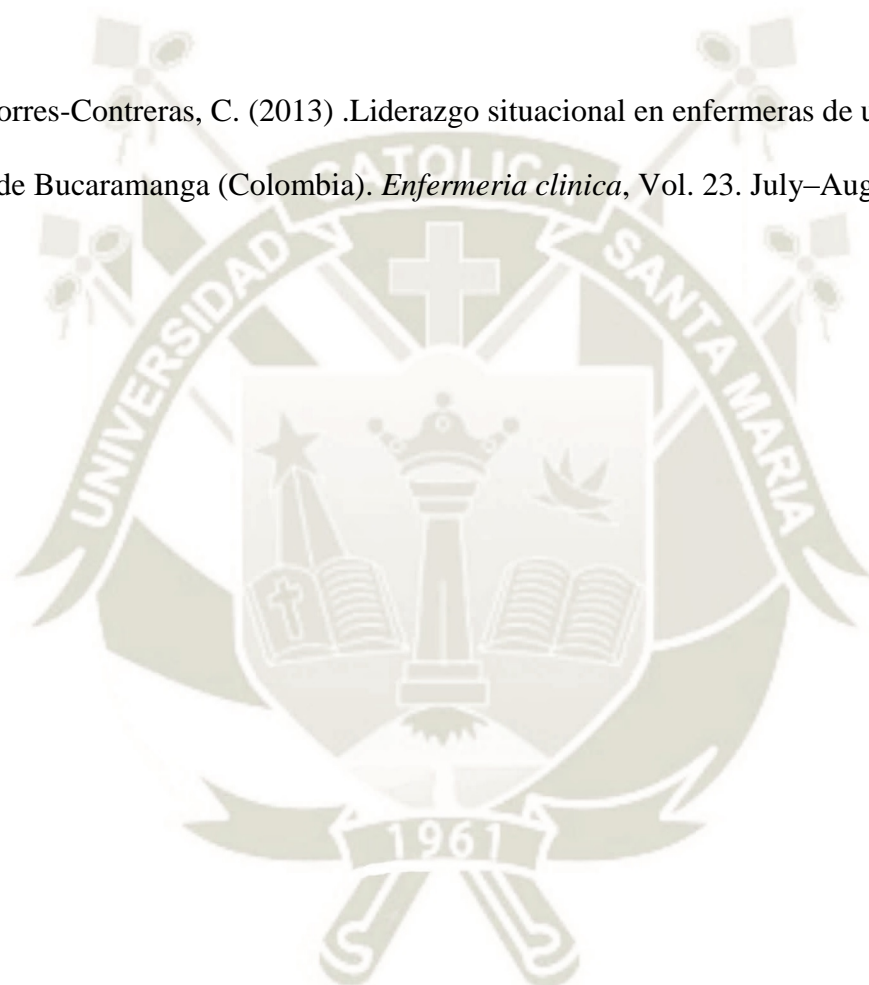 orres-Contreras, C. (2013) .Liderazgo situacional en enfermeras de u
de Bucaramanga (Colombia). Enfermeria clinica, Vol. 23. July–Aug
UNIVERSIDAD CATOLICA SANTA MARIA
1961